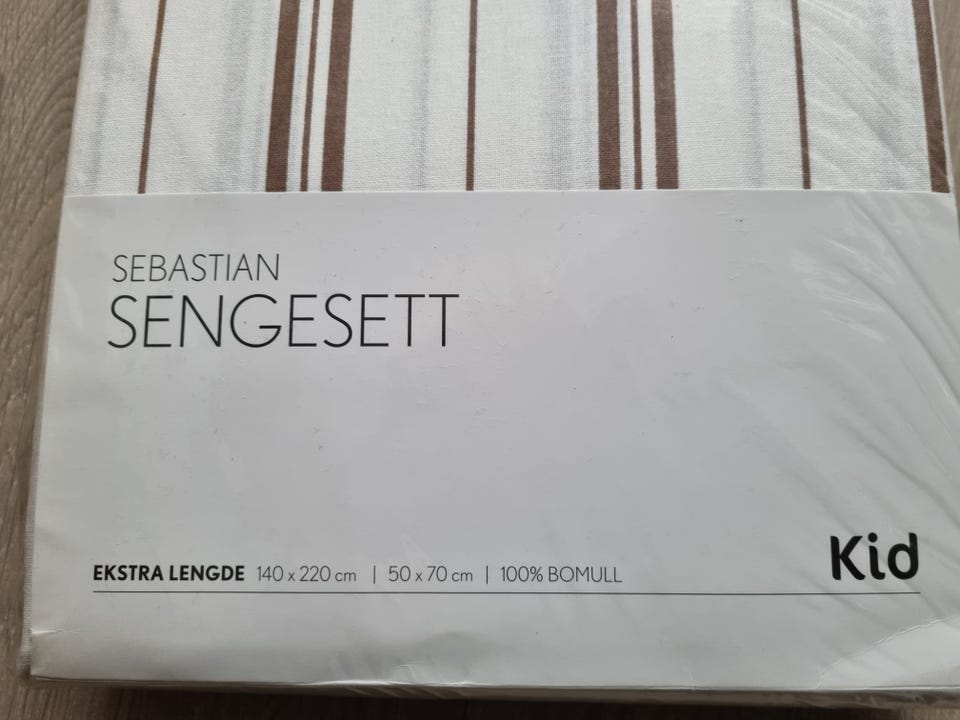 SEBASTIAN
SENGESETT
EKSTRA LENGDE 140 x 220 cm | 50 x 70 cm | 100% BOMULL
Kid